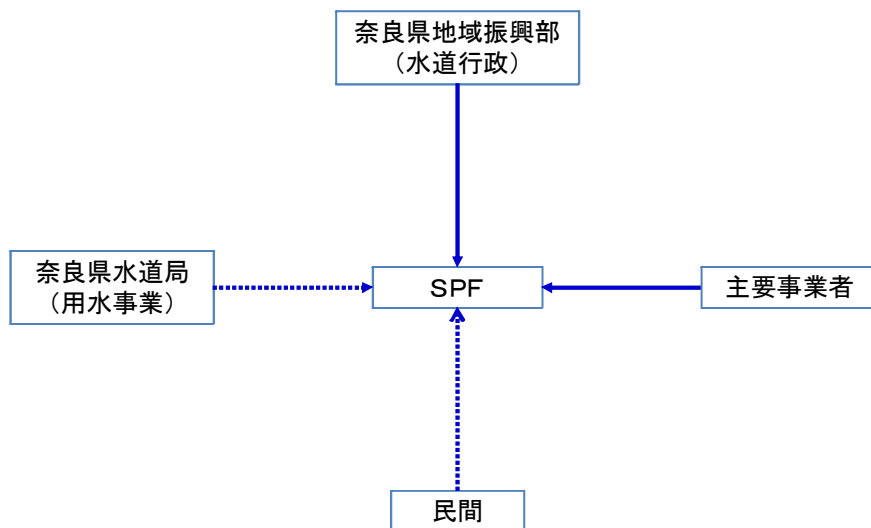 奈良県地域振興部
（水道行政）
奈良県水道局
（用水事業）
ＳＰＦ
主要事業者
民間